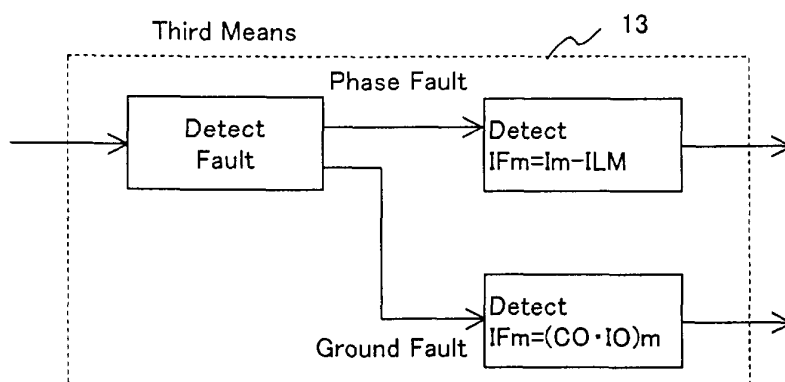 Third Means
13
Phase Fault
Detect
Fault
Detect
IFm=Im-ILM
Detect
IFm=(CO·IO)m
Ground Fault